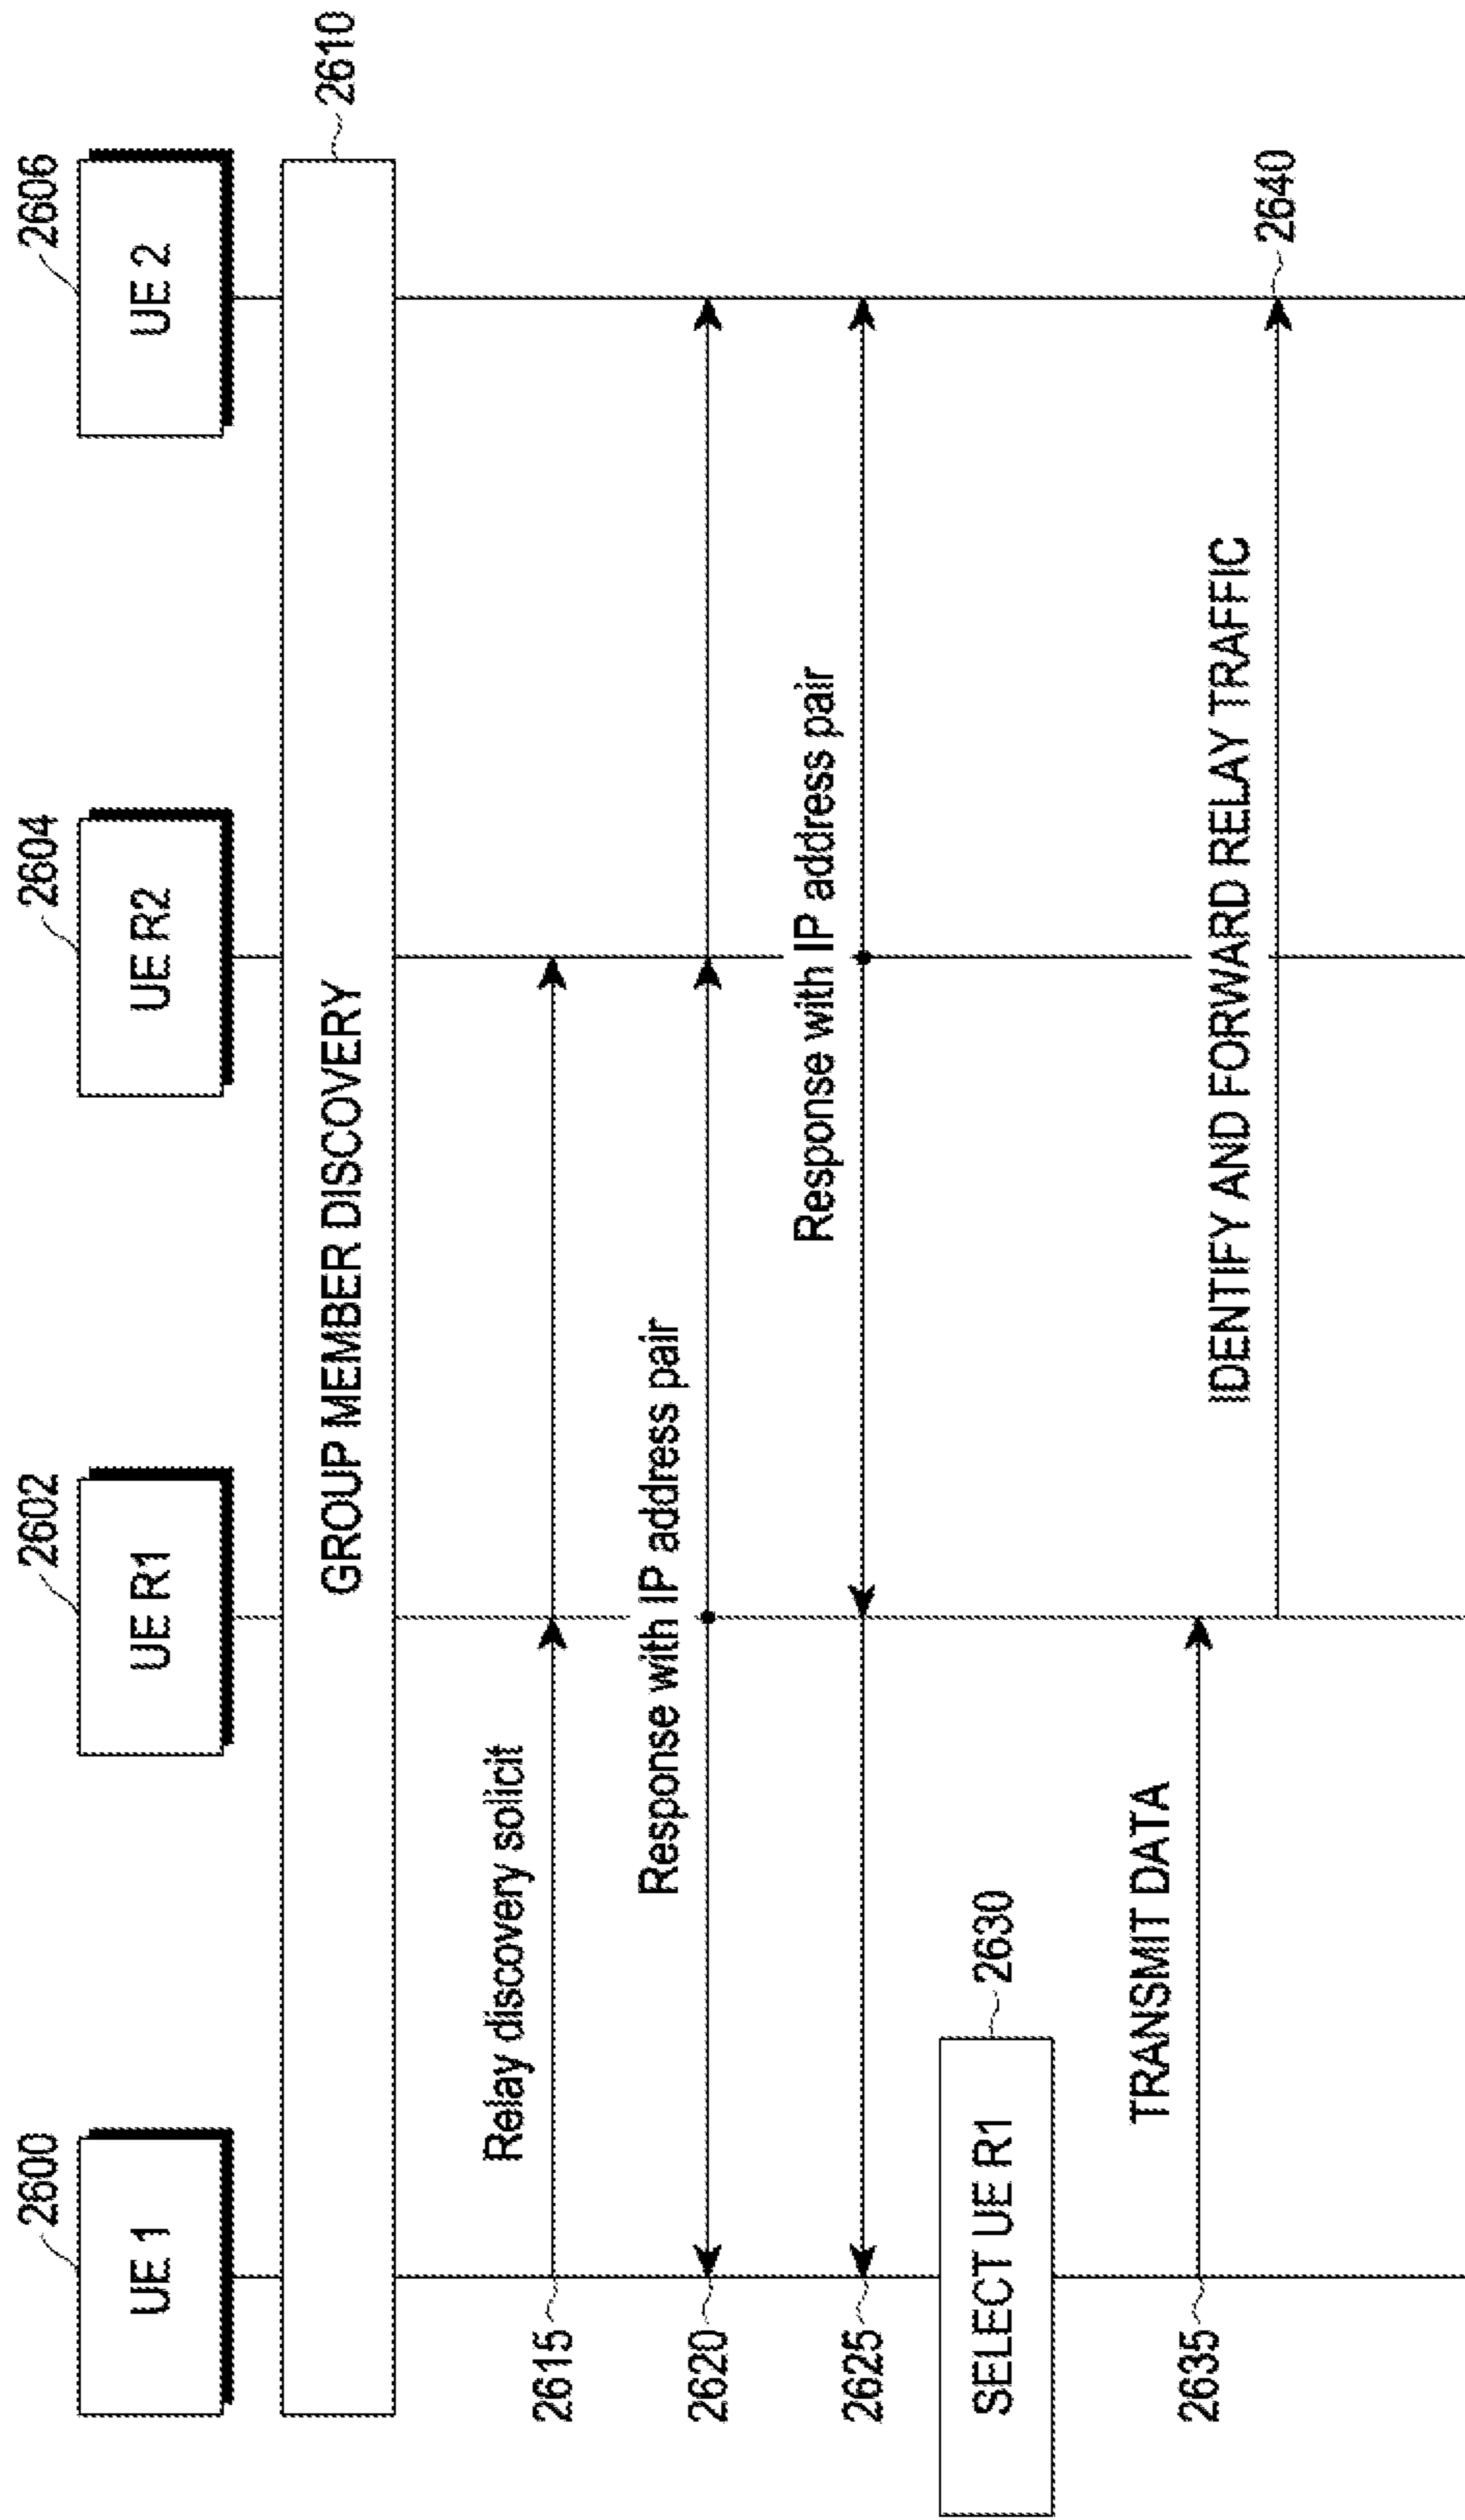 2600
2602
2604
2606
UE 1
UE R1
UE R2
UE 2
GROUP MEMBER DISCOVERY
2610
Relay discovery solicit
2615
Response with IP address pair
2620
Response with IP address pair
2625
SELECT UE R1
2630
TRANSMIT DATA
2635
IDENTIFY AND FORWARD RELAY TRAFFIC
2640